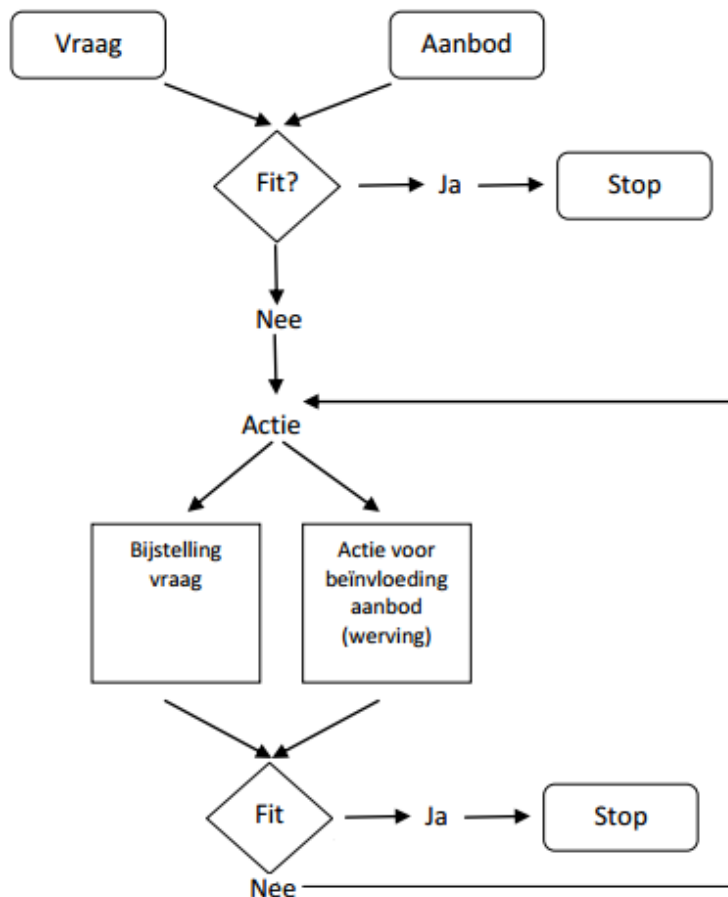 Vraag
Aanbod
Fit?
Ja
Stop
Nee
Actie
Bijstelling
vraag
Actie voor
beïnvloeding
aanbod
(werving)
Fit
Ja
Stop
Nee